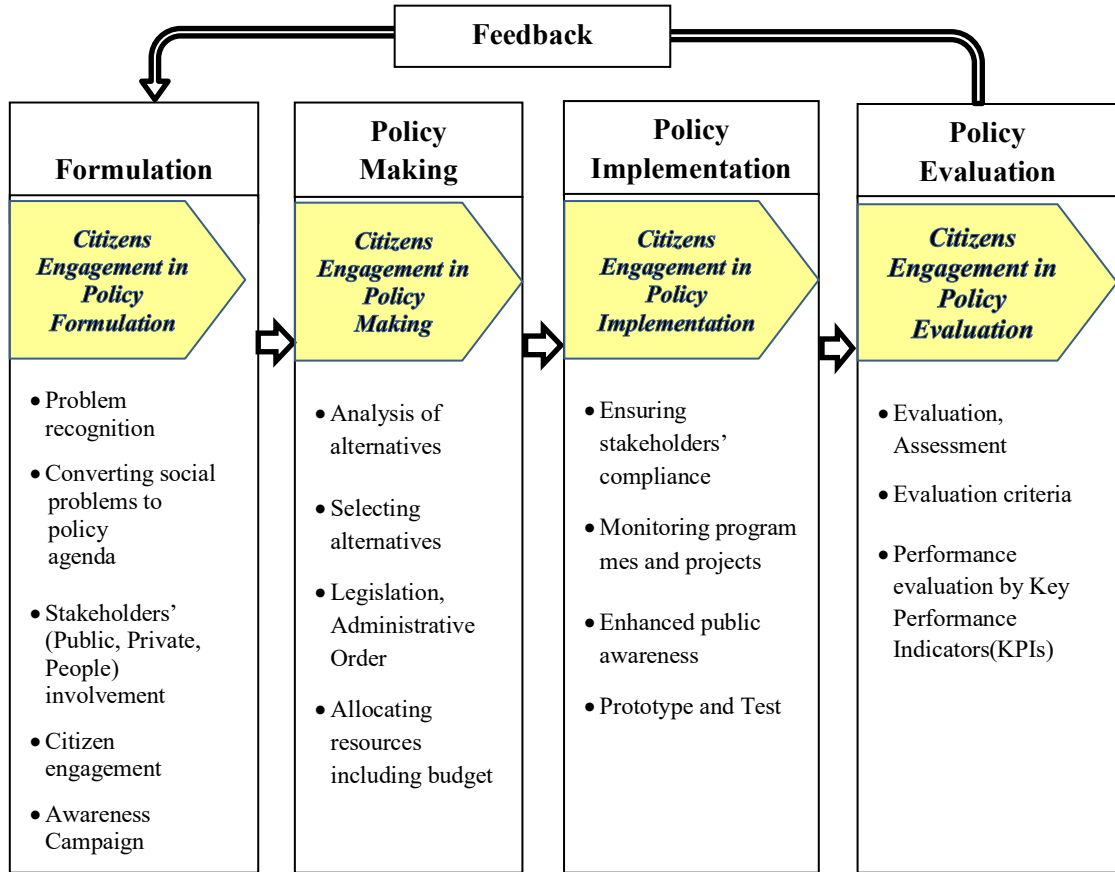 Feedback
Formulation
Citizens
Engagement in
Policy
Formulation
• Problem
recognition
• Converting social
problems to
policy
agenda
• Stakeholders’
(Public, Private,
People)
involvement
• Citizen
engagement
• Awareness
Campaign
Policy
Making
Citizens
Engagement in
Policy
Making
• Analysis of
alternatives
• Selecting
alternatives
• Legislation,
Administrative
Order
• Allocating
resources
including budget
Policy
Implementation
Citizens
Engagement in
Policy
Implementation
• Ensuring
stakeholders’
compliance
• Monitoring program
mes and projects
• Enhanced public
awareness
• Prototype and Test
Policy
Evaluation
Citizens
Engagement in
Policy
Evaluation
• Evaluation,
Assessment
• Evaluation criteria
• Performance
evaluation by Key
Performance
Indicators(KPIs)